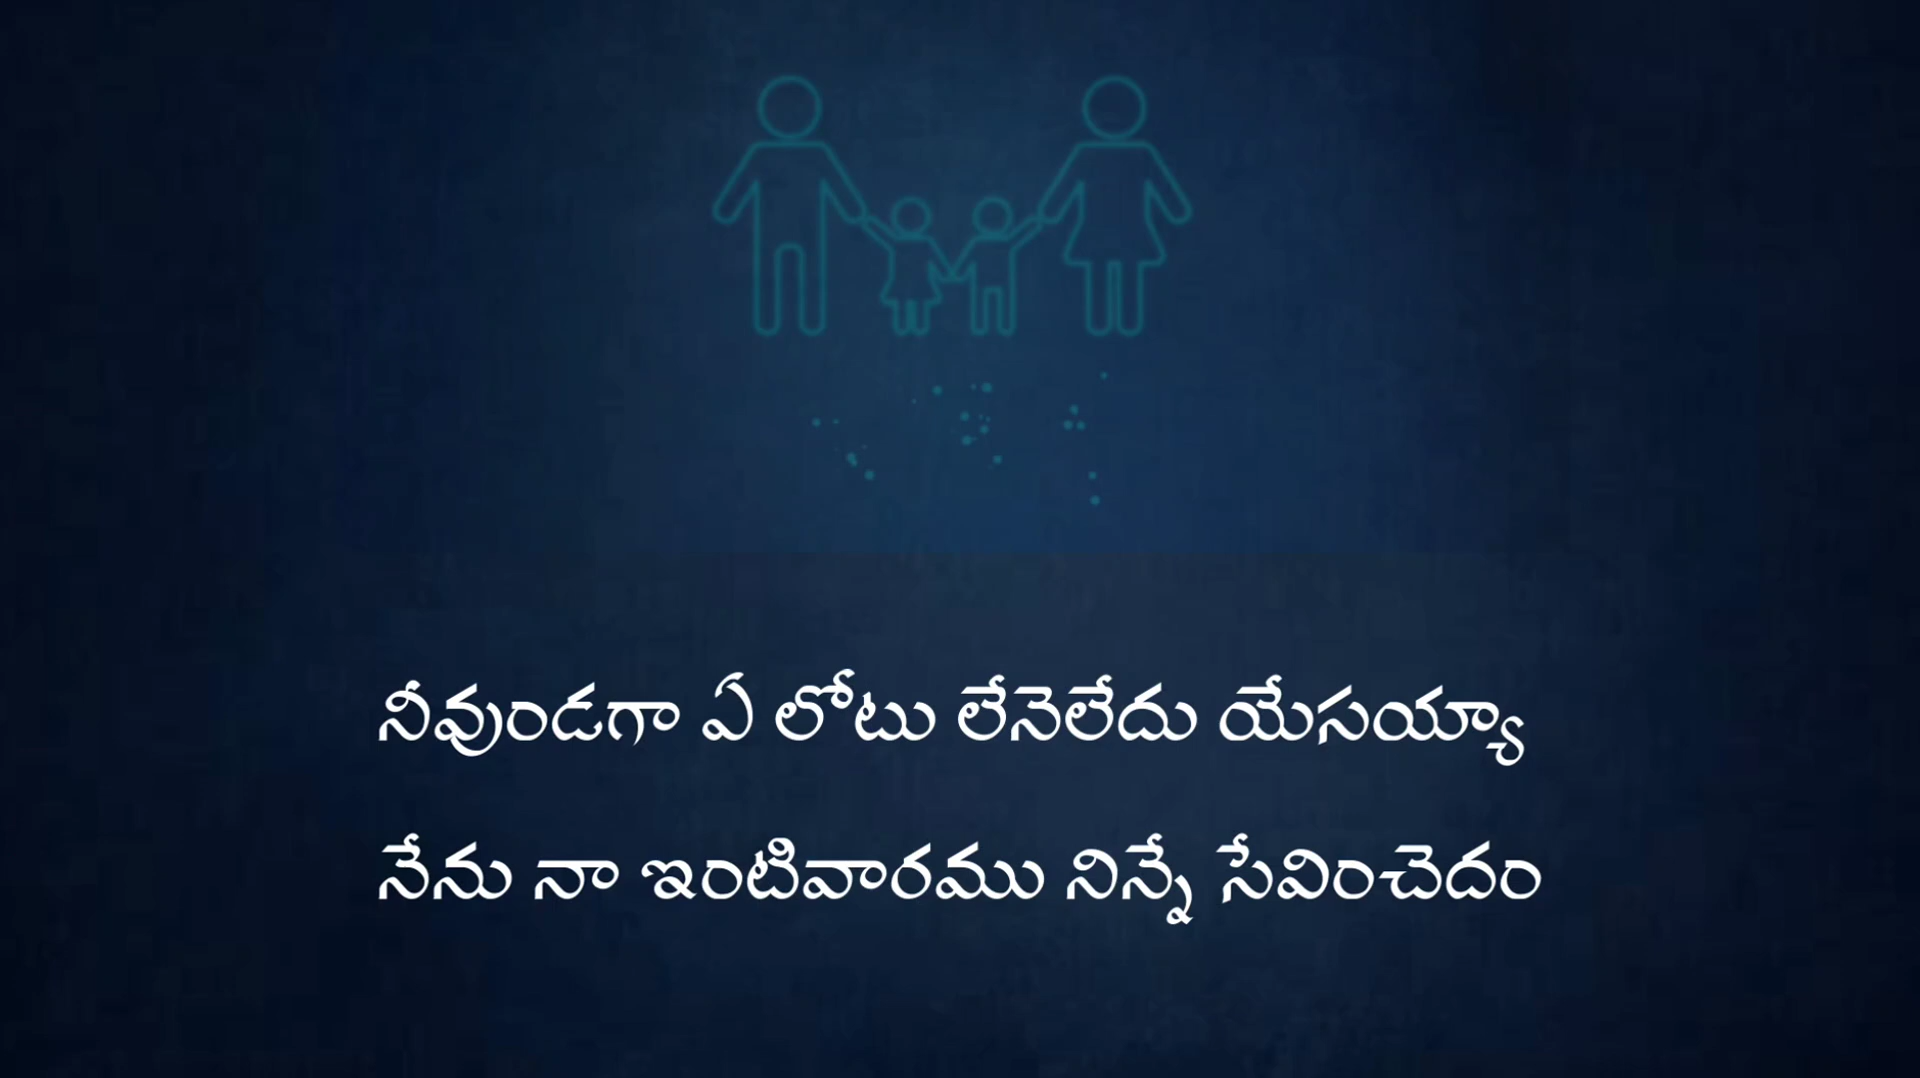 నీవుండగా ఏ లోటు లేనెలేదు యేసయ్యా
నేను నా ఇంటివారము నిన్నే సేవించెదం